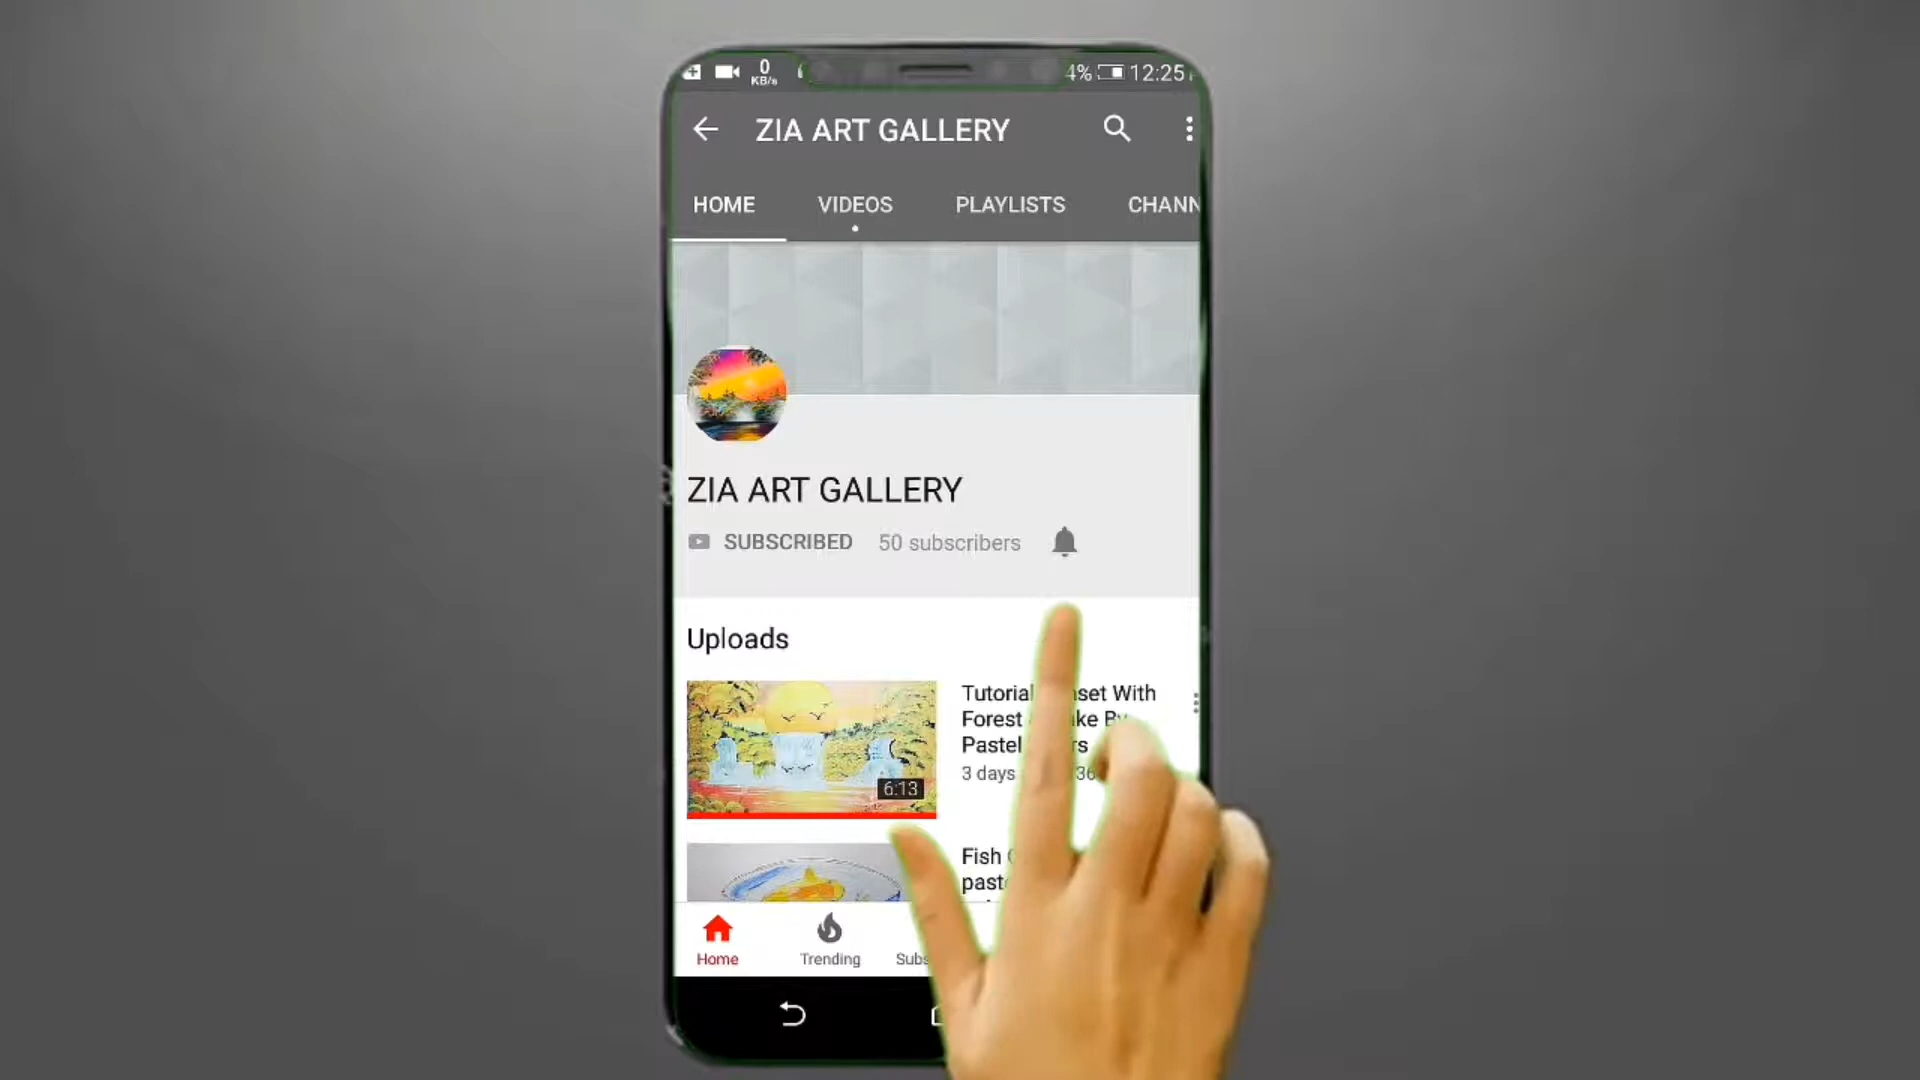 0
KB/s
4%
12:25
ZIA ART GALLERY
HOME VIDEOS PLAYLISTS CHANN
ZIA ART GALLERY
SUBSCRIBED 50 subscribers
Uploads
6:13
Tutorial With
Forest
Pastel
3 days
Fish
Home Trending